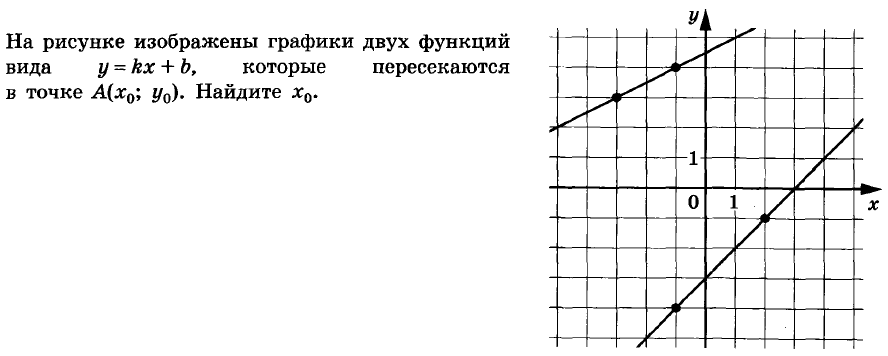 На рисунке изображены графики двух функций
вида y = kx + b, которые пересекаются
в точке A(x₀; y₀). Найдите x₀.
y
1
0 1 x